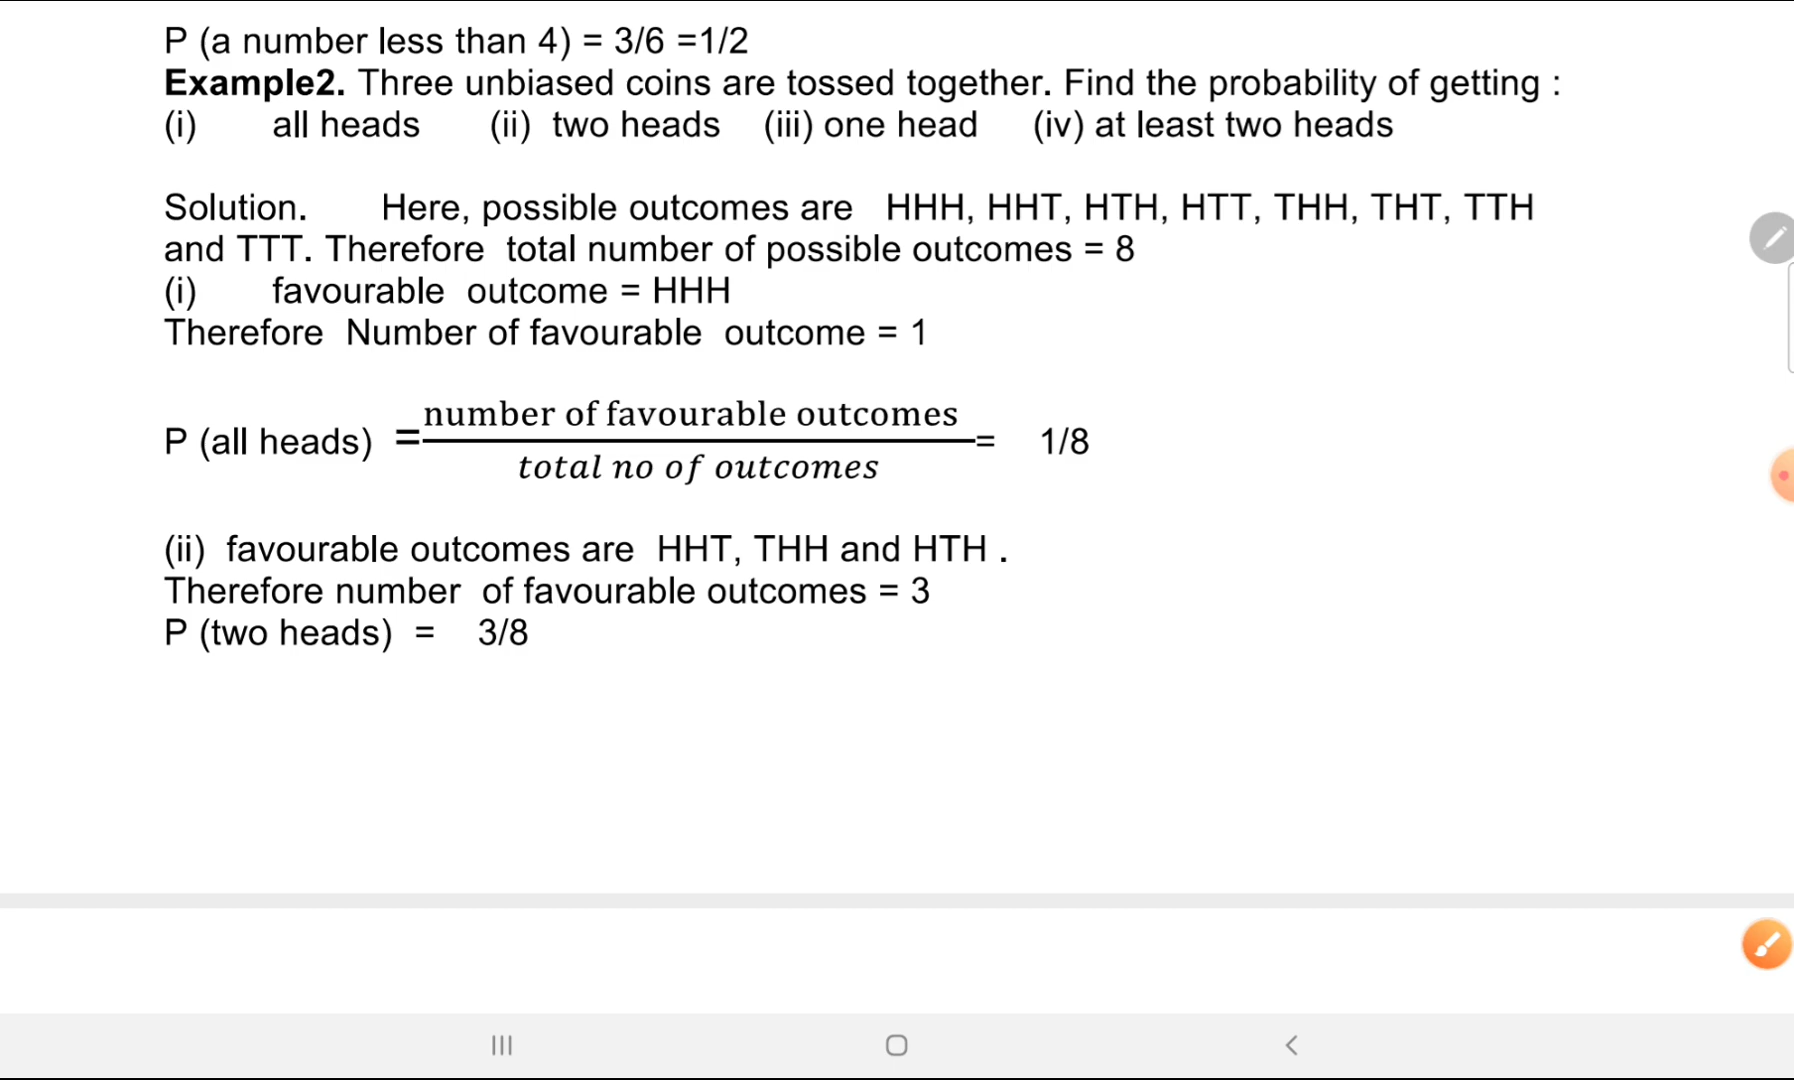 P (a number less than 4) = 3/6 =1/2
Example2. Three unbiased coins are tossed together. Find the probability of getting :
(i) all heads (ii) two heads (iii) one head (iv) at least two heads
Solution. Here, possible outcomes are HHH, HHT, HTH, HTT, THH, THT, TTH
and TTT. Therefore total number of possible outcomes = 8
(i) favourable outcome = HHH
Therefore Number of favourable outcome = 1
P (all heads) = number of favourable outcomes / total no of outcomes = 1/8
(ii) favourable outcomes are HHT, THH and HTH .
Therefore number of favourable outcomes = 3
P (two heads) = 3/8